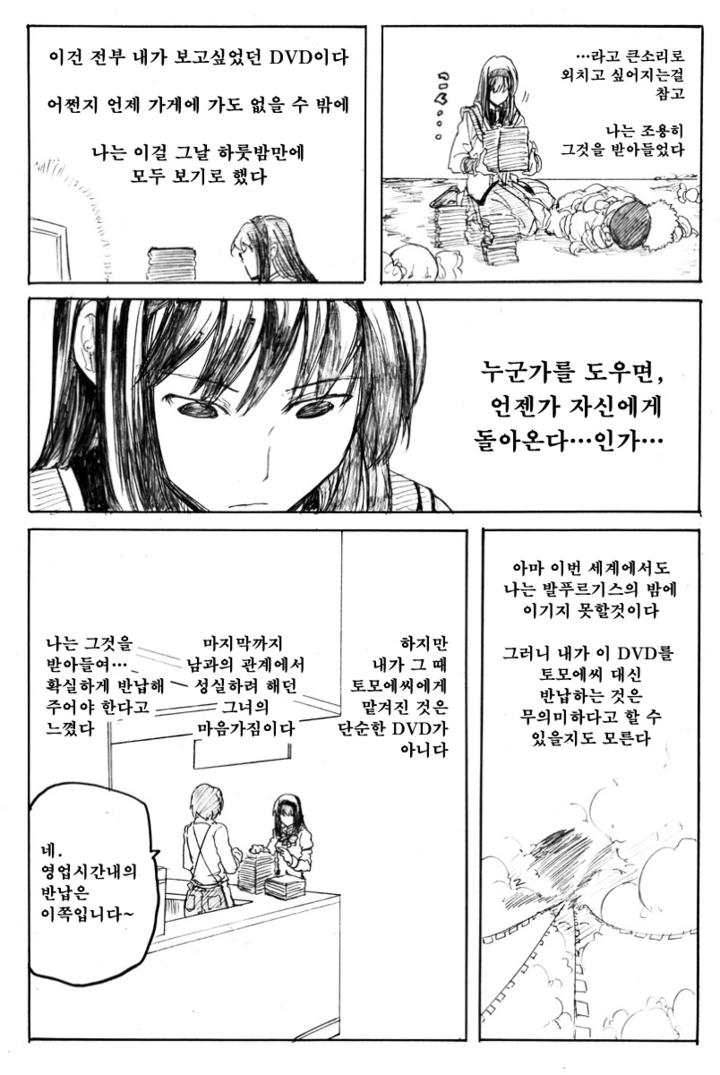 …라고 큰소리로
외치고 싶어지는걸
참고
나는 조용히
그것을 받아들었다
이건 전부 내가 보고싶었던 DVD이다
어쩐지 언제 가게에 가도 없을 수 밖에
나는 이걸 그날 하룻밤만에
모두 보기로 했다
누군가를 도우면,
언젠가 자신에게
돌아온다…인가…
아마 이번 세계에서도
나는 발푸르기스의 밤에
이기지 못할것이다
그러니 내가 이 DVD를
토모에씨 대신
반납하는 것은
무의미하다고 할 수
있을지도 모른다
하지만
내가 그 때
토모에씨에게
맡겨진 것은
단순한 DVD가
아니다
마지막까지
남과의 관계에서
성실하려 해던
그녀의
마음가짐이다
나는 그것을
받아들여…
확실하게 반납해
주어야 한다고
느꼈다
네.
영업시간내의
반납은
이쪽입니다~